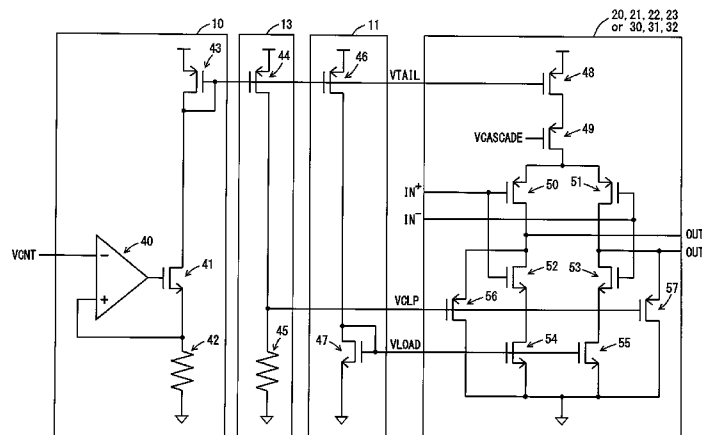 10
13
11
20, 21, 22, 23
or 30, 31, 32
43
44
46
48
VTAIL
49
VCASCADE
IN+
50
51
IN-
OUT
OUT
40
VCNT
-
+
41
52
53
56
57
VCLP
42
45
47
VLOAD
54
55